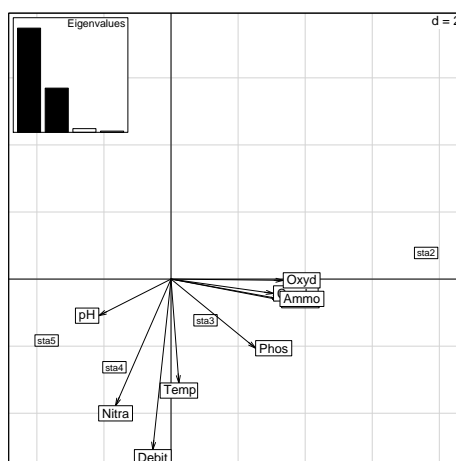 Eigenvalues
d = 2
sta2
Oxyd
Ammo
pH
sta3
sta5
Phos
sta4
Temp
Nitra
Debit